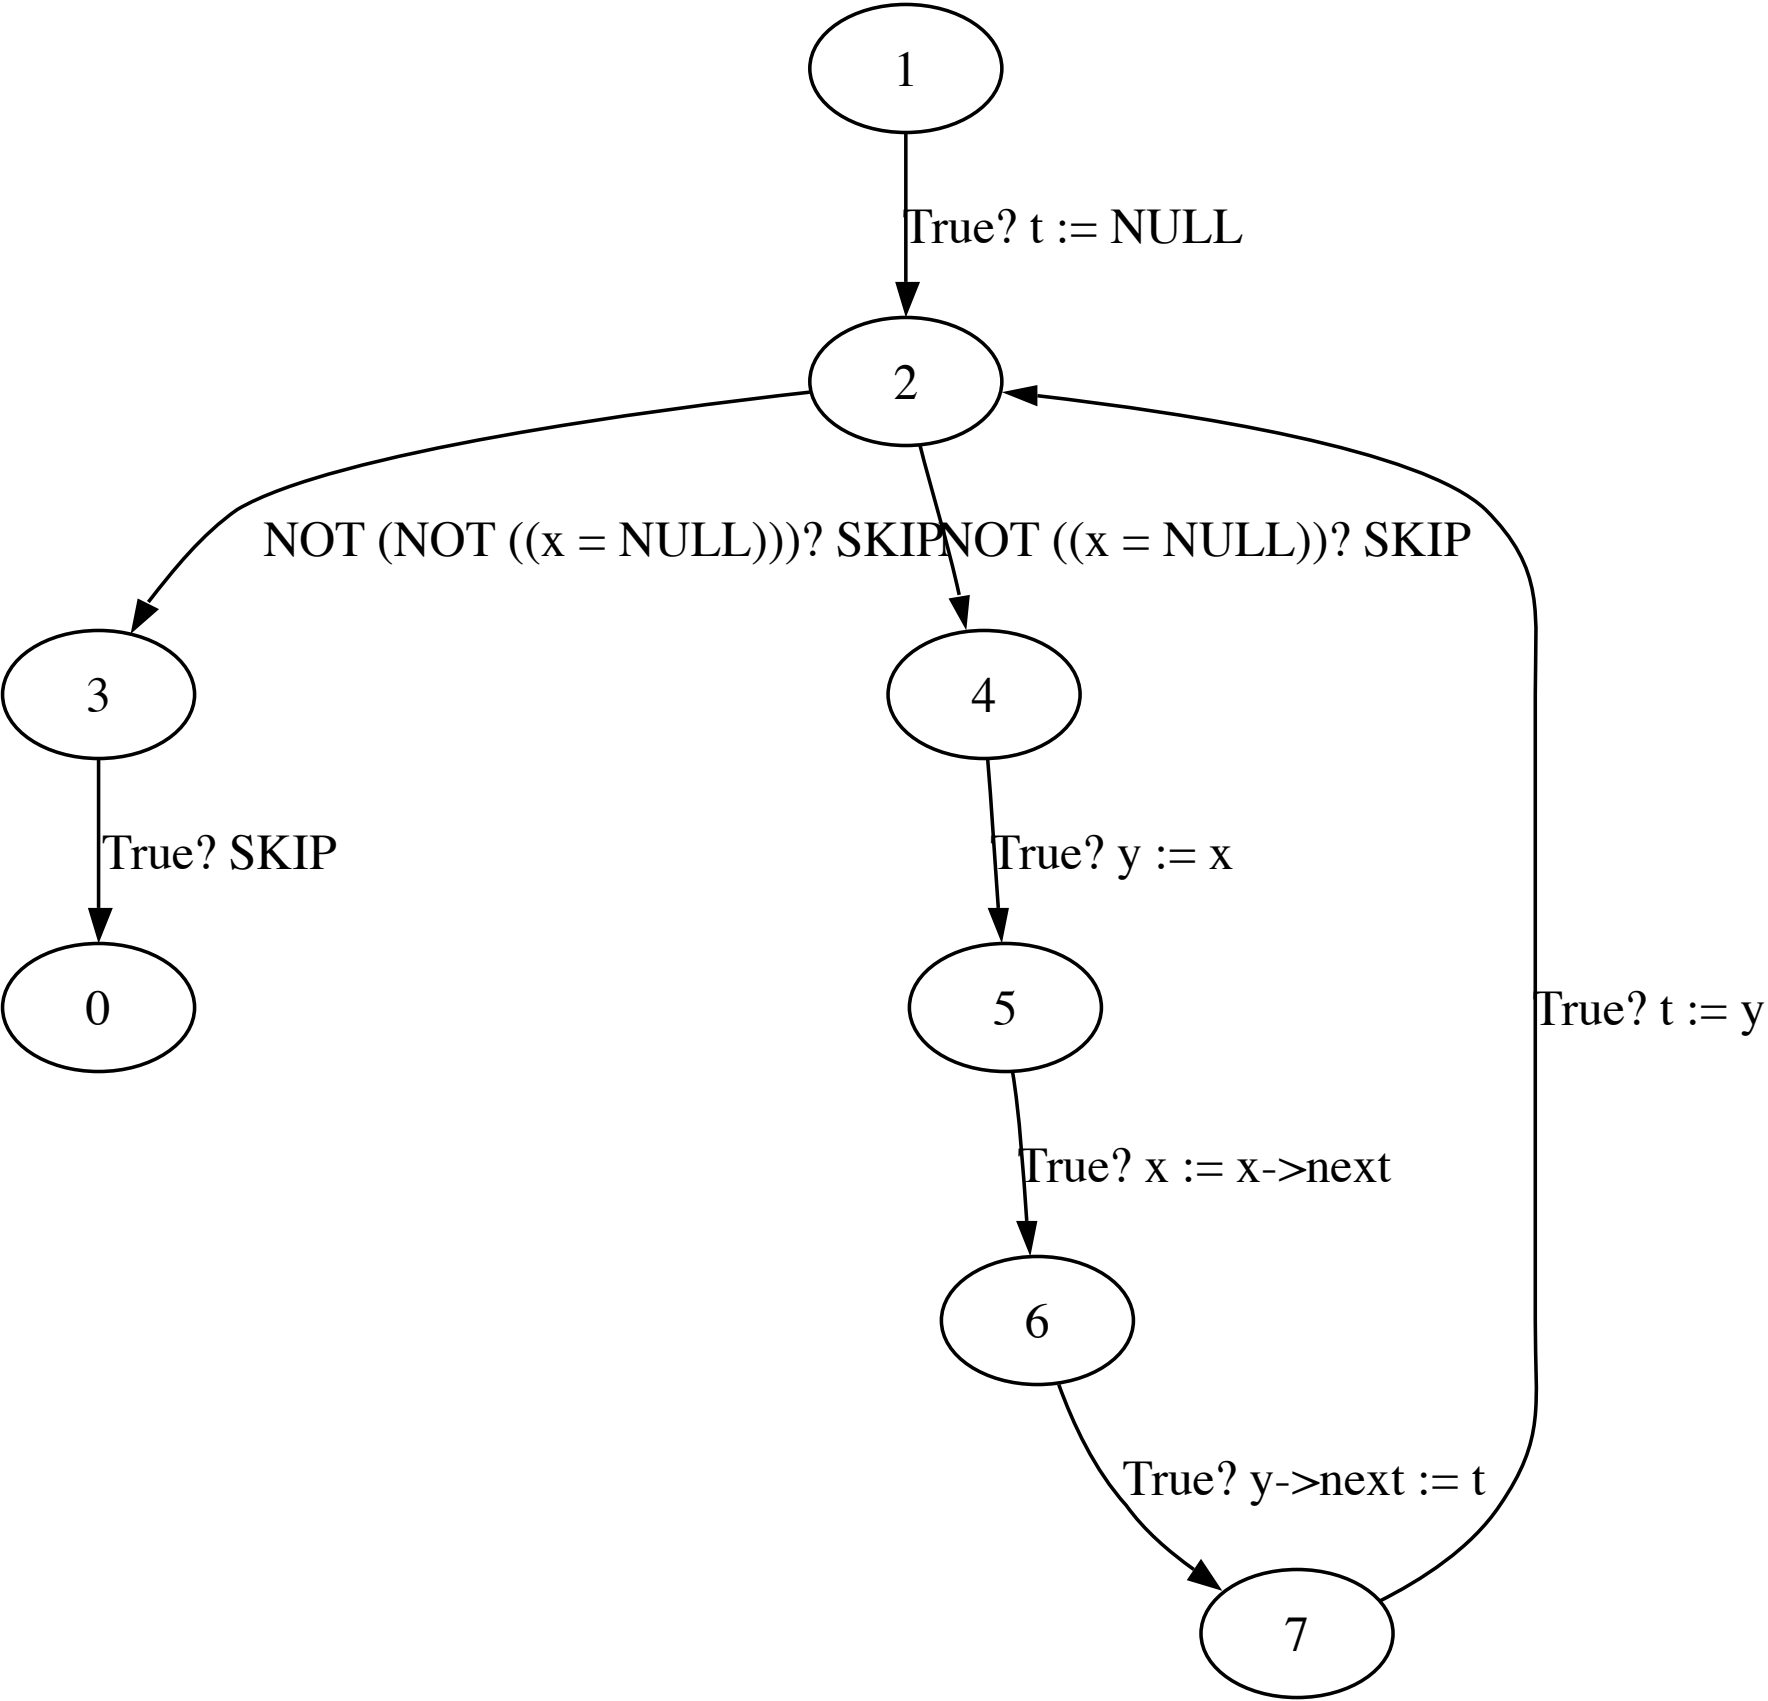 1
True? t := NULL
2
NOT (NOT ((x = NULL)))? SKIP
NOT ((x = NULL))? SKIP
3
4
True? SKIP
True? y := x
0
5
True? t := y
True? x := x->next
6
True? y->next := t
7